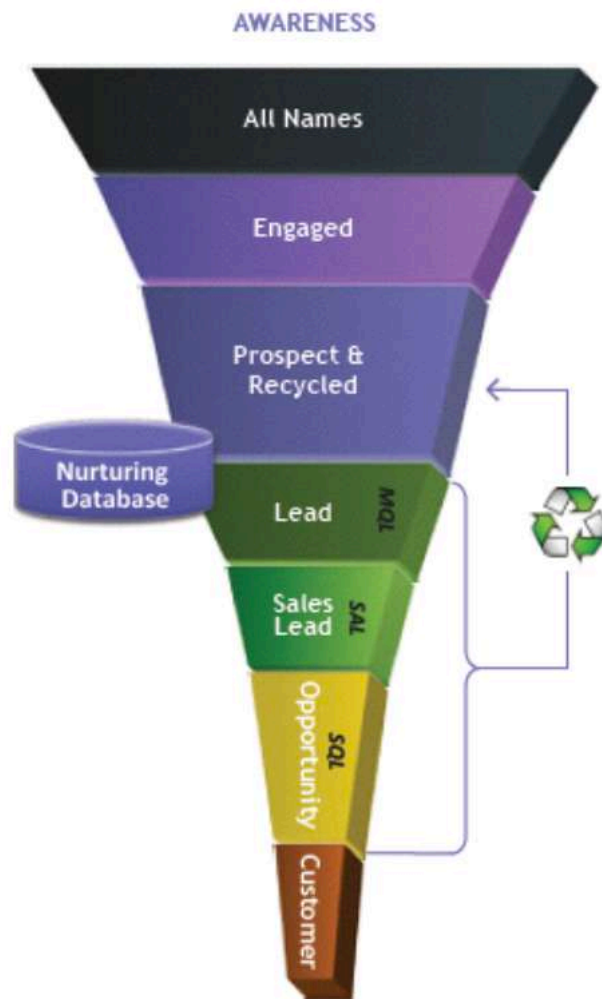 AWARENESS
All Names
Engaged
Prospect &
Recycled
Nurturing
Database
Lead
MQL
Sales
Lead
SAL
Opportunity
SQL
Customer